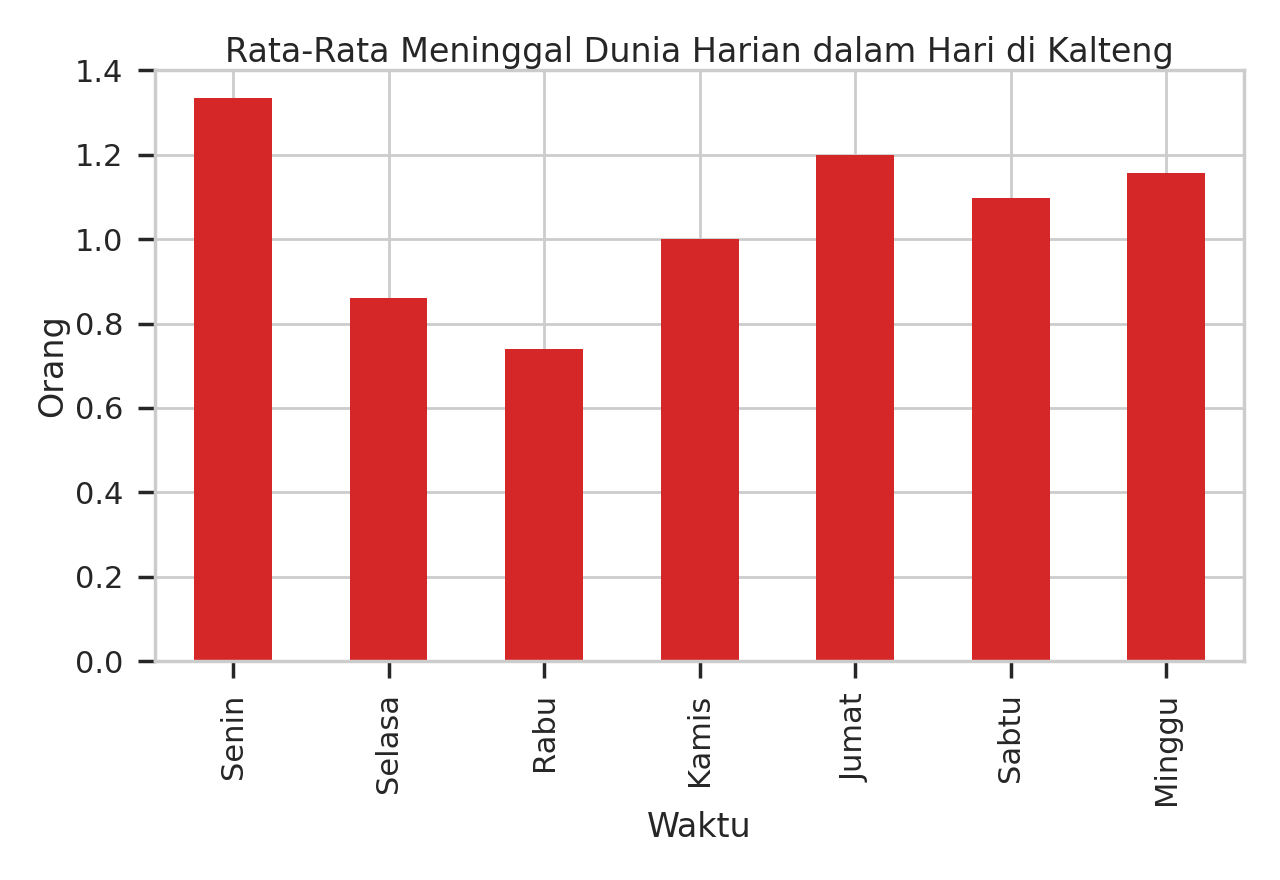 Rata-Rata Meninggal Dunia Harian dalam Hari di Kalteng
1.4
1.2
1.0
0.8
0.6
0.4
0.2
0.0
Orang
Senin
Selasa
Rabu
Kamis
Jumat
Sabtu
Minggu
Waktu